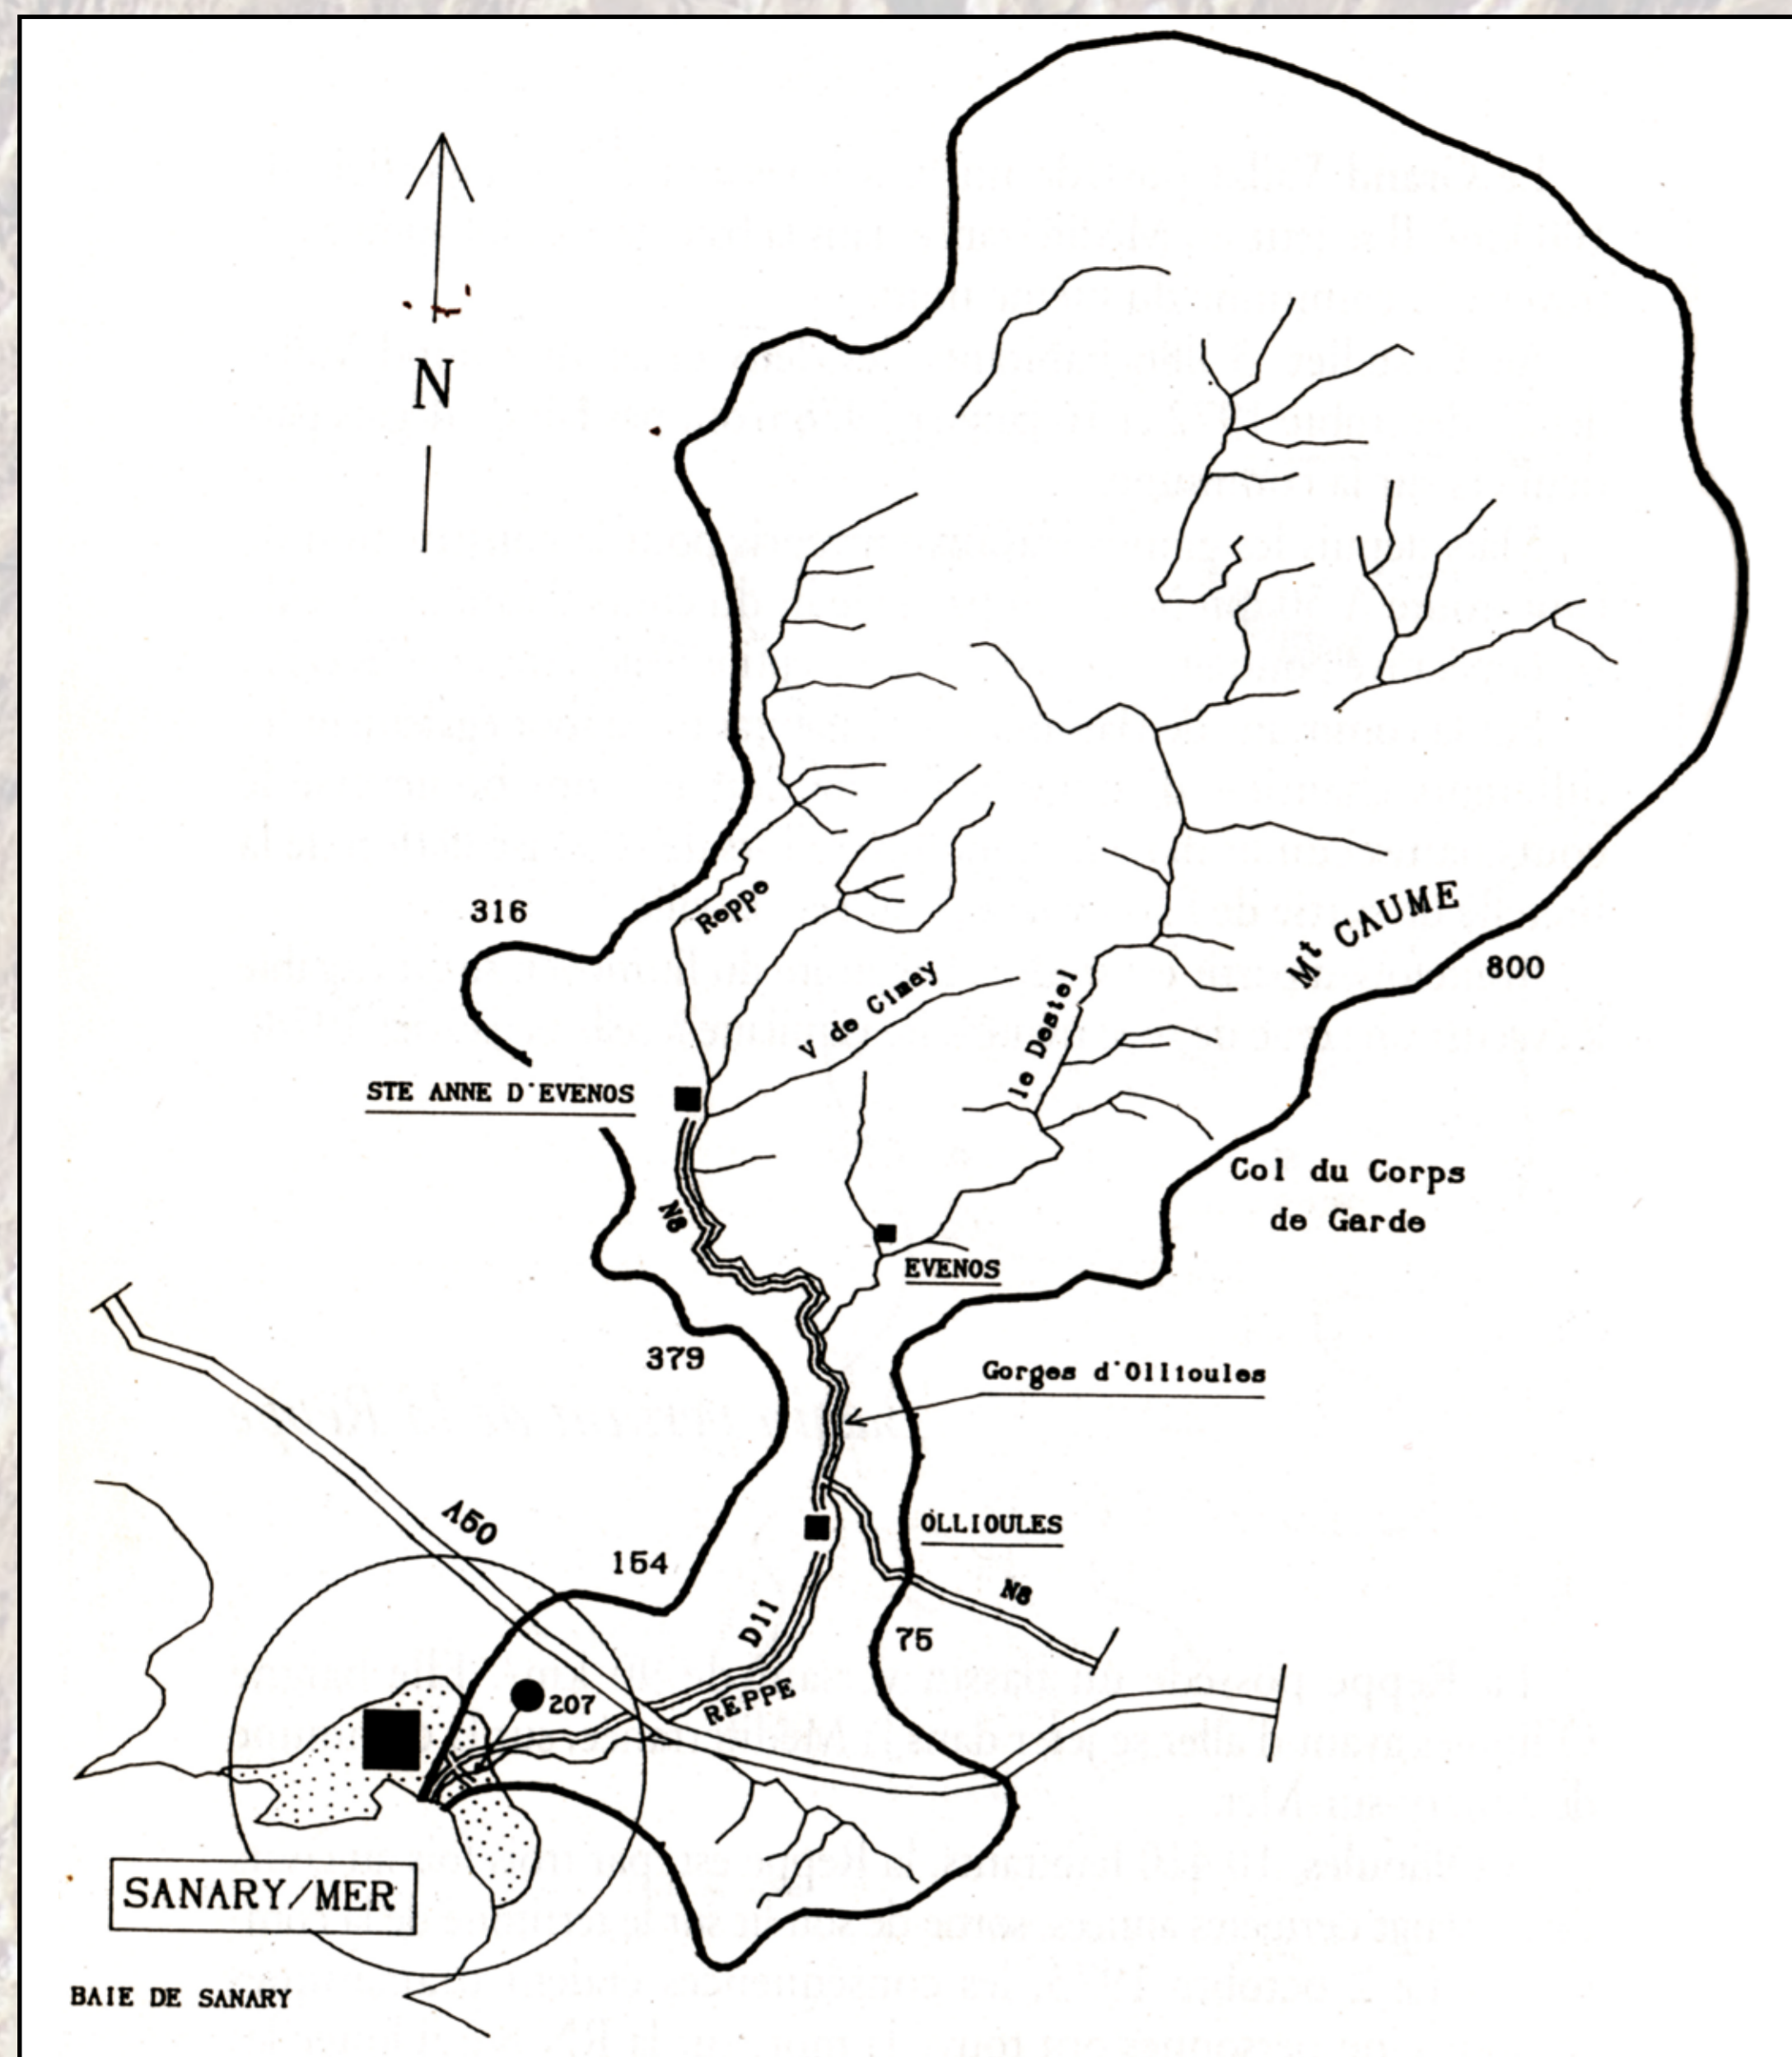 N
Reppe
316
V de Cimay
le Destel
Mt CAUME
800
STE ANNE D'EVENOS
Col du Corps
de Garde
N8
EVENOS
379
Gorges d'Ollioules
A50
OLLIOULES
154
N8
D11
75
207
REPPE
SANARY/MER
BAIE DE SANARY